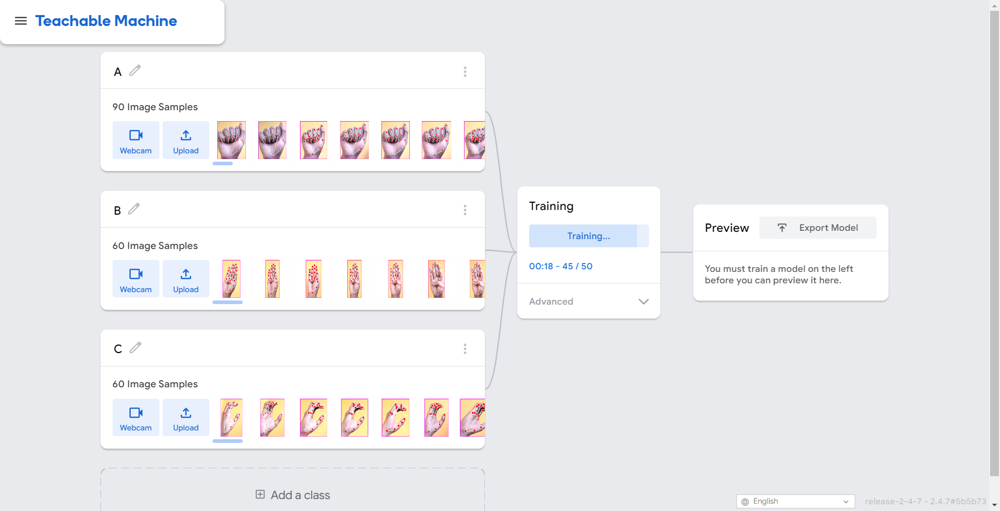 Teachable Machine
A
90 Image Samples
Webcam
Upload
B
60 Image Samples
Webcam
Upload
C
60 Image Samples
Webcam
Upload
Add a class
Training
Training...
00:18 - 45 / 50
Advanced
Preview
Export Model
You must train a model on the left
before you can preview it here.
English
release-2-4-7 - 2.4.7#5b5b73